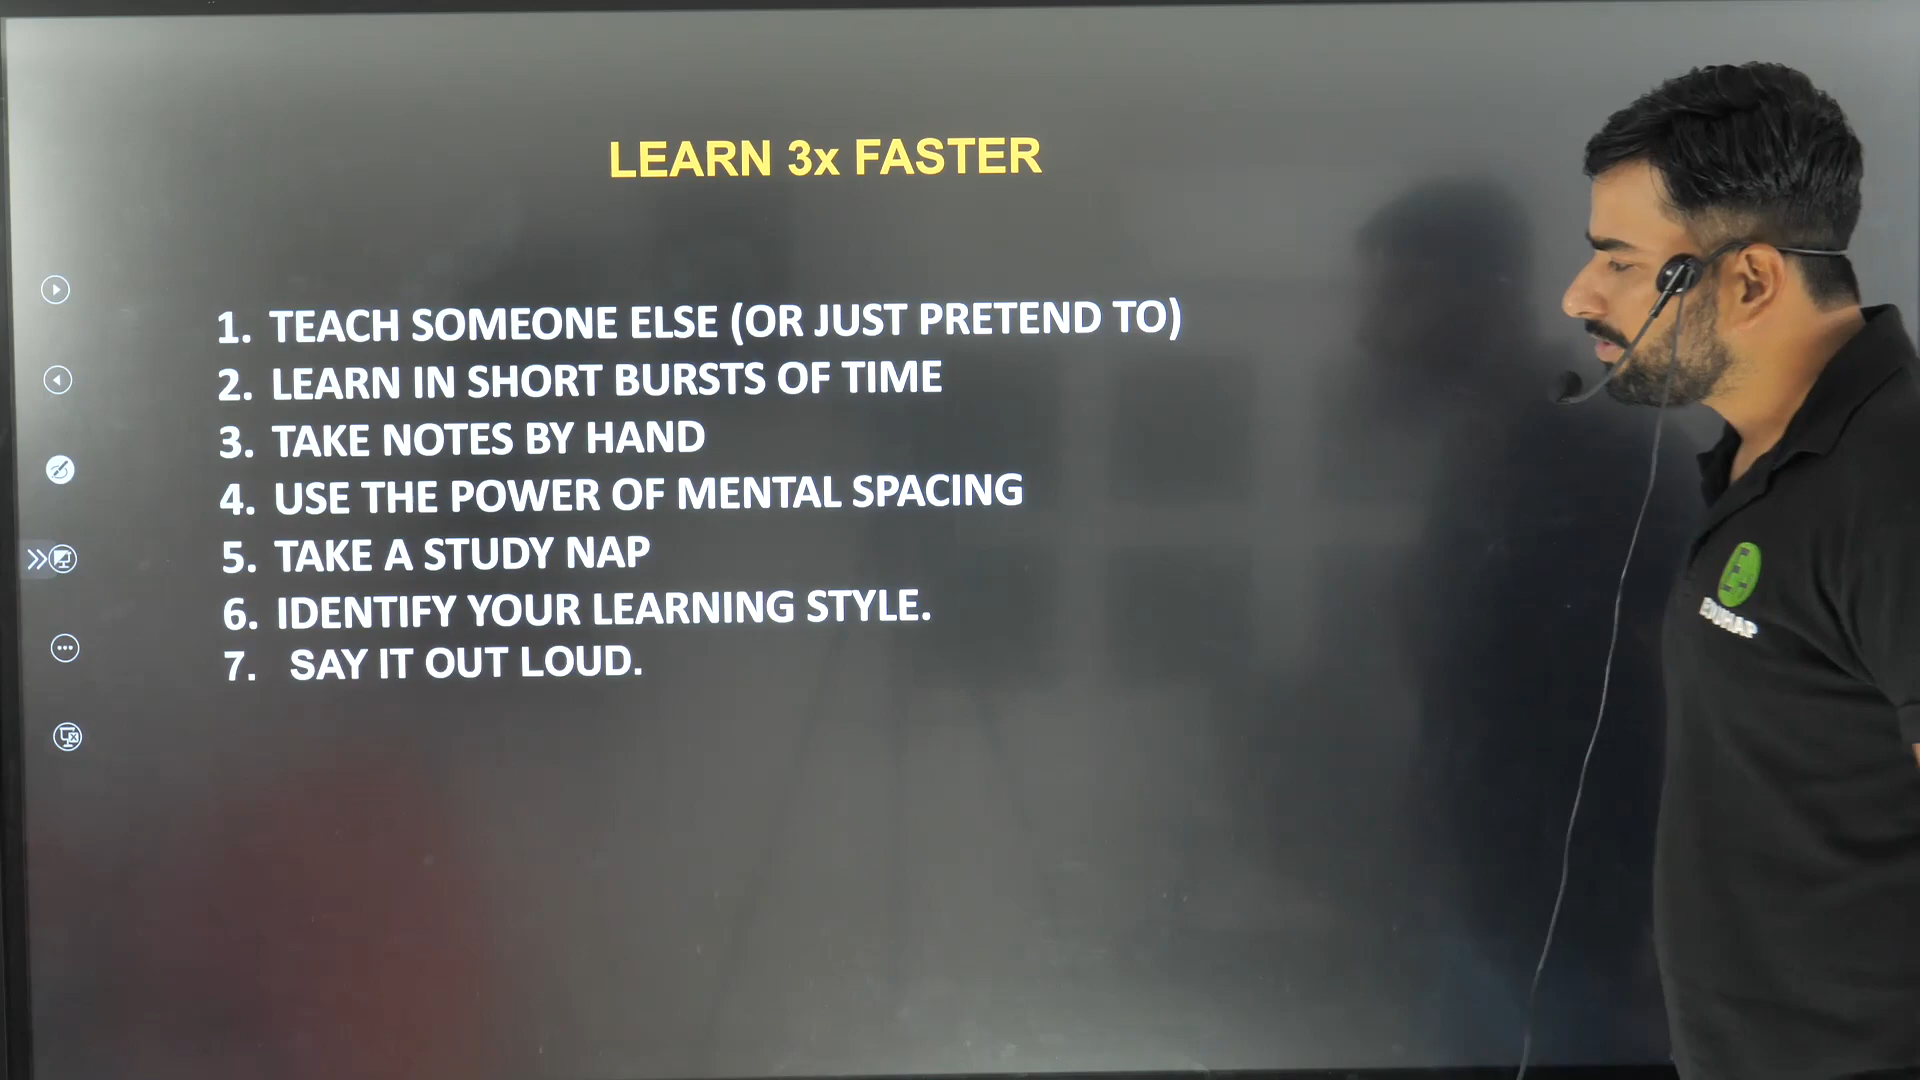 LEARN 3x FASTER
1. TEACH SOMEONE ELSE (OR JUST PRETEND TO)
2. LEARN IN SHORT BURSTS OF TIME
3. TAKE NOTES BY HAND
4. USE THE POWER OF MENTAL SPACING
5. TAKE A STUDY NAP
6. IDENTIFY YOUR LEARNING STYLE.
7. SAY IT OUT LOUD.
E
EDUHAP